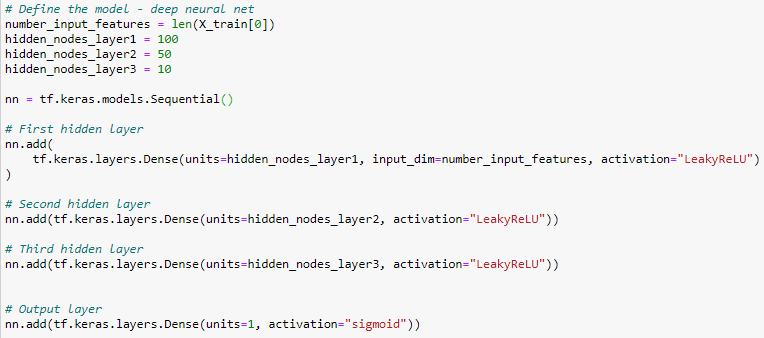 # Define the model - deep neural net
number_input_features = len(X_train[0])
hidden_nodes_layer1 = 100
hidden_nodes_layer2 = 50
hidden_nodes_layer3 = 10
nn = tf.keras.models.Sequential()
# First hidden layer
nn.add(
    tf.keras.layers.Dense(units=hidden_nodes_layer1, input_dim=number_input_features, activation="LeakyReLU")
)
# Second hidden layer
nn.add(tf.keras.layers.Dense(units=hidden_nodes_layer2, activation="LeakyReLU"))
# Third hidden layer
nn.add(tf.keras.layers.Dense(units=hidden_nodes_layer3, activation="LeakyReLU"))
# Output layer
nn.add(tf.keras.layers.Dense(units=1, activation="sigmoid"))